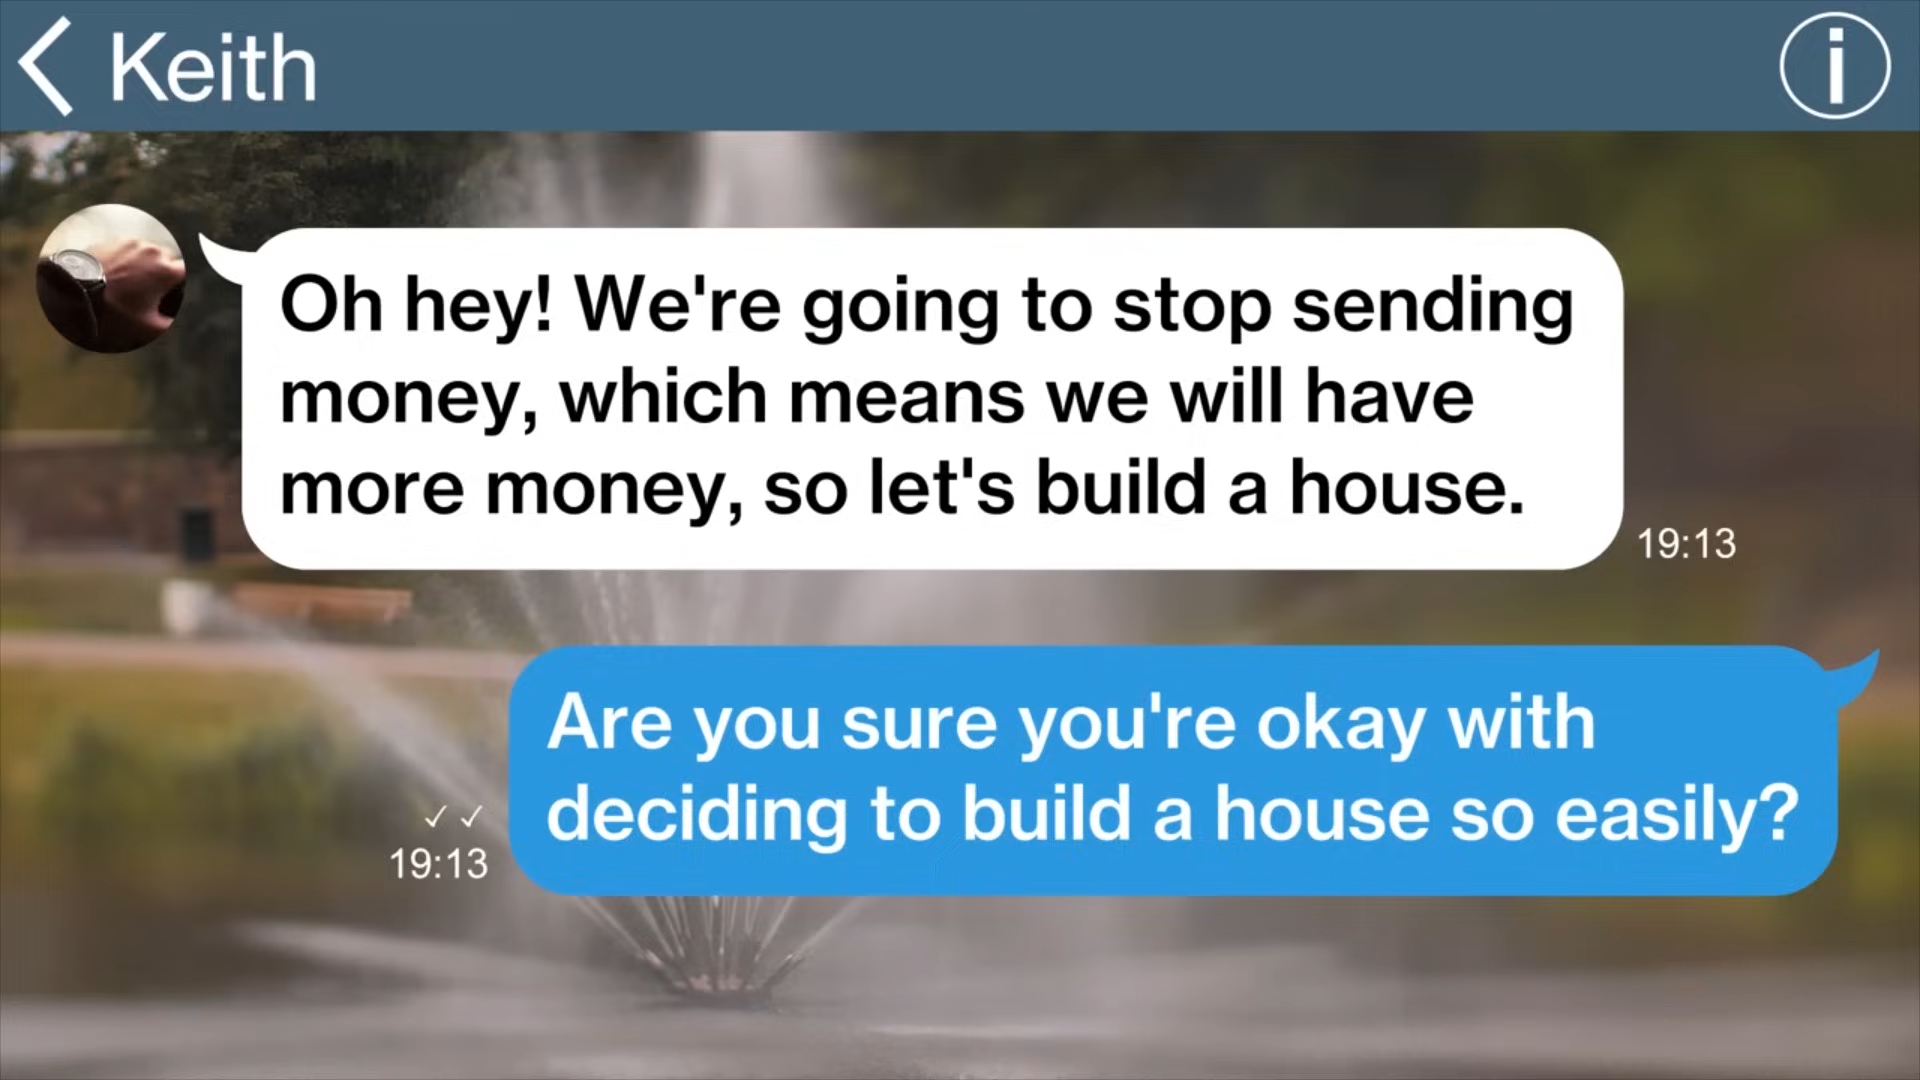 Keith
Oh hey! We're going to stop sending
money, which means we will have
more money, so let's build a house.
19:13
Are you sure you're okay with
deciding to build a house so easily?
19:13